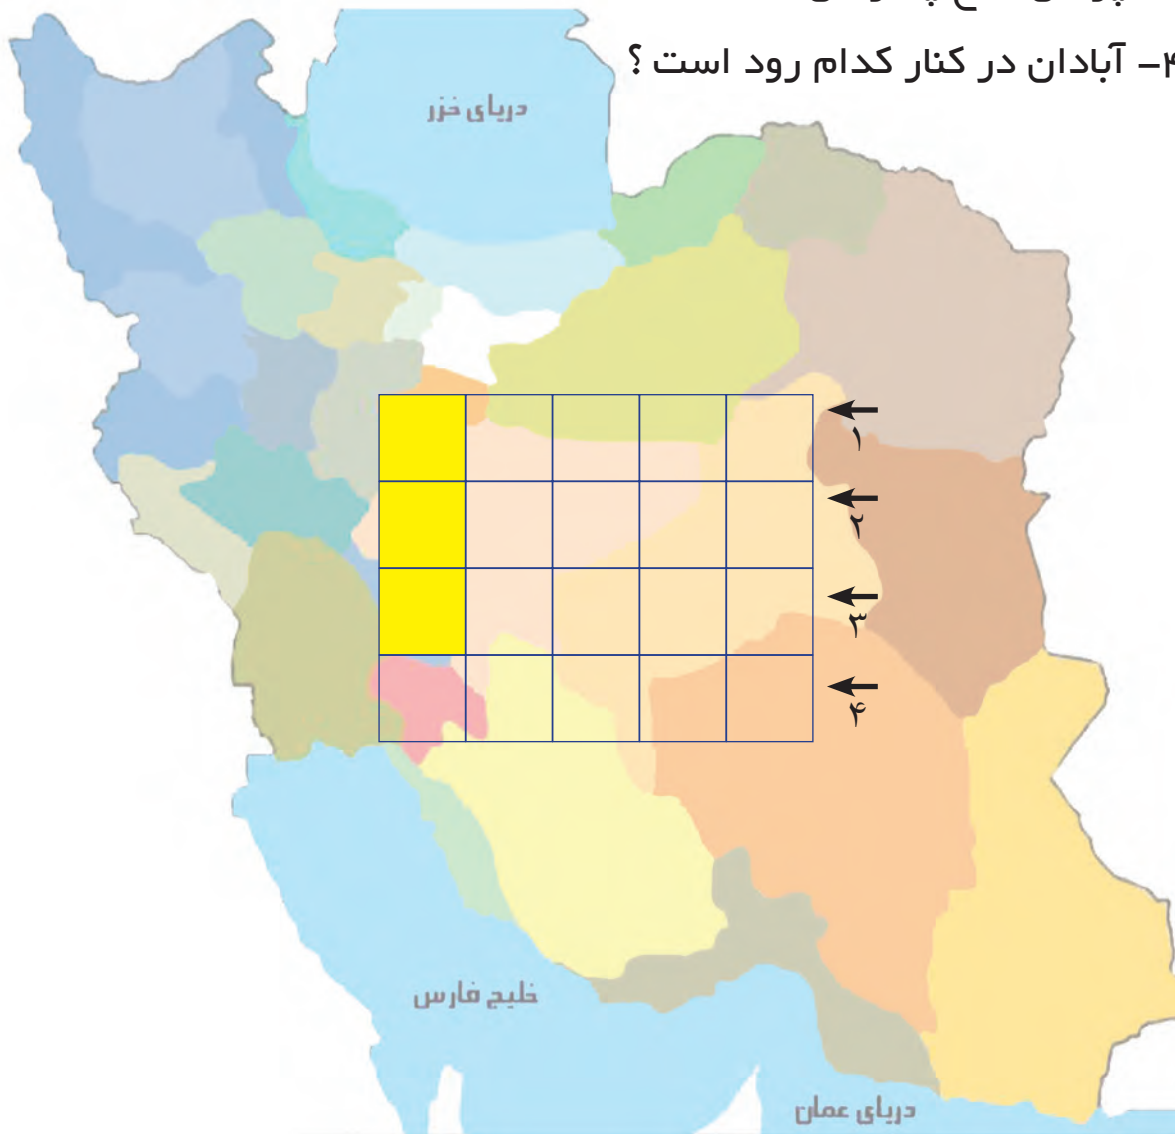 ۴- آبادان در کنار کدام رود است ؟
دریای خزر
۱
۲
۳
۴
خلیج فارس
دریای عمان